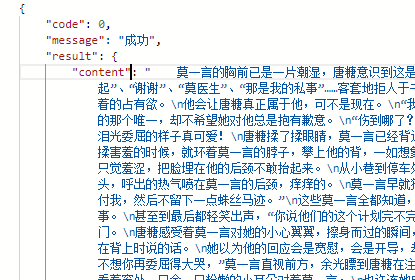 {
"code": 0,
"message": "成功",
"result": {
"content": "    莫一言的胸前已是一片潮湿，唐糖意识到这是
起"、"谢谢"、"莫医生"、"那是我的私事"……客套地拒人于
着的占有欲。\n他会让唐糖真正属于他，可不是现在。\n"我
的那个唯一，却不希望她对他总是抱有歉意。\n"伤到哪了？
泪光委屈的样子真可爱！\n唐糖揉了揉眼睛，莫一言已经背过
揉害羞的时候，就环着莫一言的脖子，攀上他的背，一如想象
只觉羞涩，把脸埋在他的后颈不敢抬起来。\n从小巷到停车处
头，呼出的热气喷在莫一言的后颈，痒痒的。\n莫一言早就
付我，然后不留下一点蛛丝马迹。"\n这些莫一言全都知道，
事。\n甚至到最后都轻笑出声，"你说他们的这个计划完不完
门。\n唐糖感受着莫一言对她的小心翼翼，擦身而过的瞬间，
在背上时说的话。\n她以为他的回应会是宽慰，会是开导，却
不想你再委屈得大哭，"莫一言直视前方，余光瞟到唐糖在注